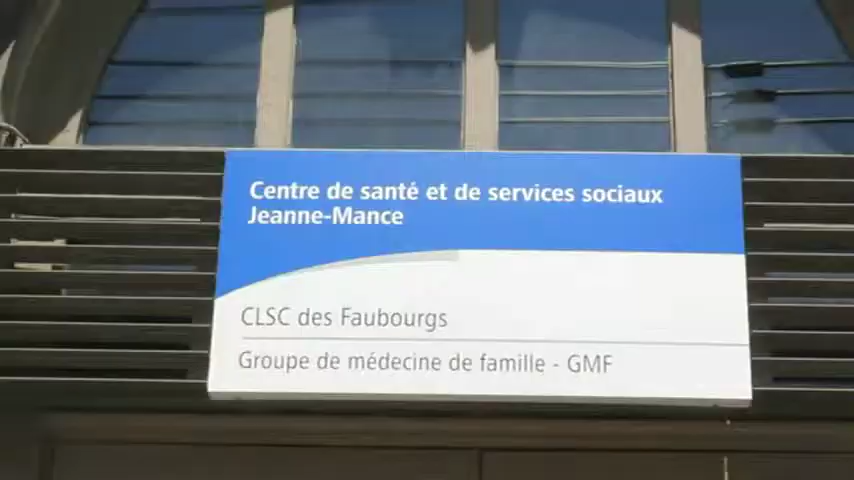 Centre de santé et de services sociaux
Jeanne-Mance
CLSC des Faubourgs
Groupe de médecine de famille - GMF